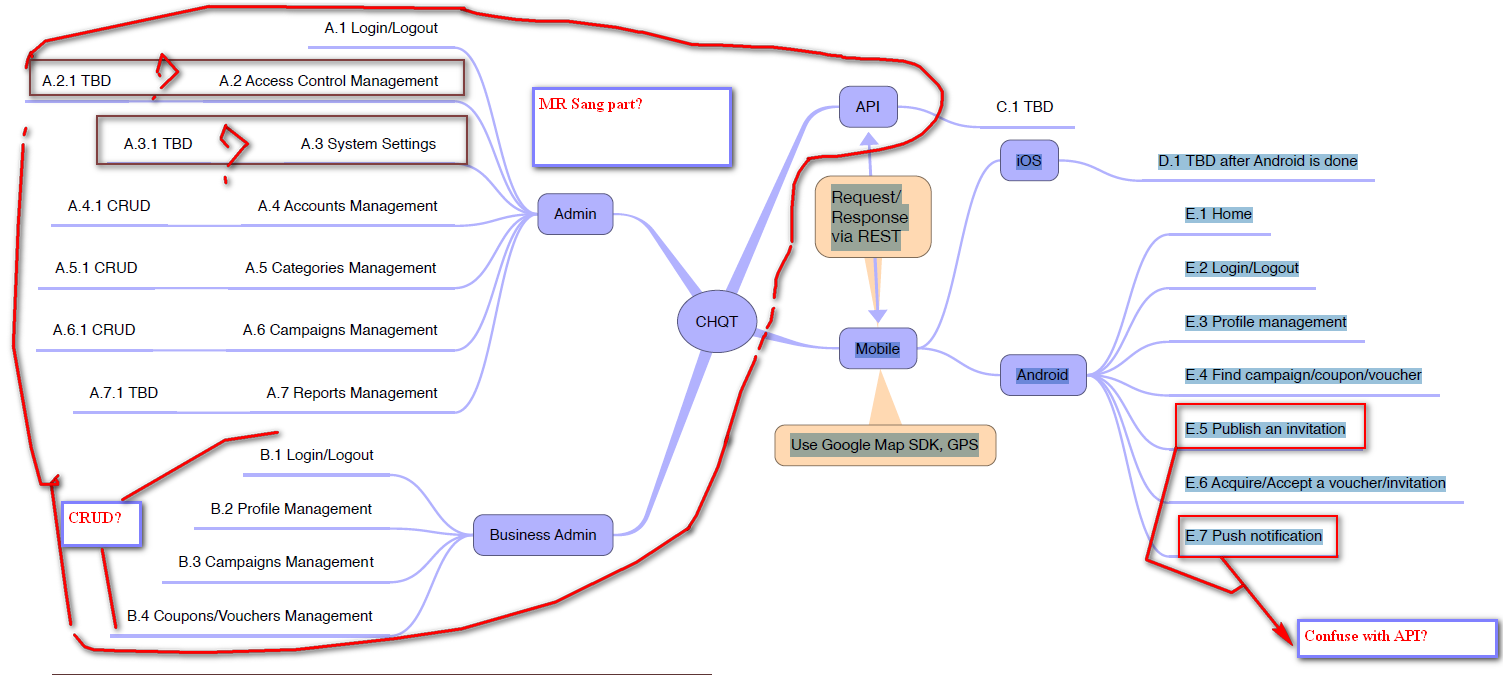 A.1 Login/Logout
A.2.1 TBD
A.2 Access Control Management
A.3.1 TBD
A.3 System Settings
A.4.1 CRUD
A.4 Accounts Management
A.5.1 CRUD
A.5 Categories Management
A.6.1 CRUD
A.6 Campaigns Management
A.7.1 TBD
A.7 Reports Management
Admin
MR Sang part?
CRUD?
B.1 Login/Logout
B.2 Profile Management
B.3 Campaigns Management
B.4 Coupons/Vouchers Management
Business Admin
CHQT
API
C.1 TBD
Request/
Response
via REST
Mobile
Use Google Map SDK, GPS
iOS
D.1 TBD after Android is done
Android
E.1 Home
E.2 Login/Logout
E.3 Profile management
E.4 Find campaign/coupon/voucher
E.5 Publish an invitation
E.6 Acquire/Accept a voucher/invitation
E.7 Push notification
Confuse with API?